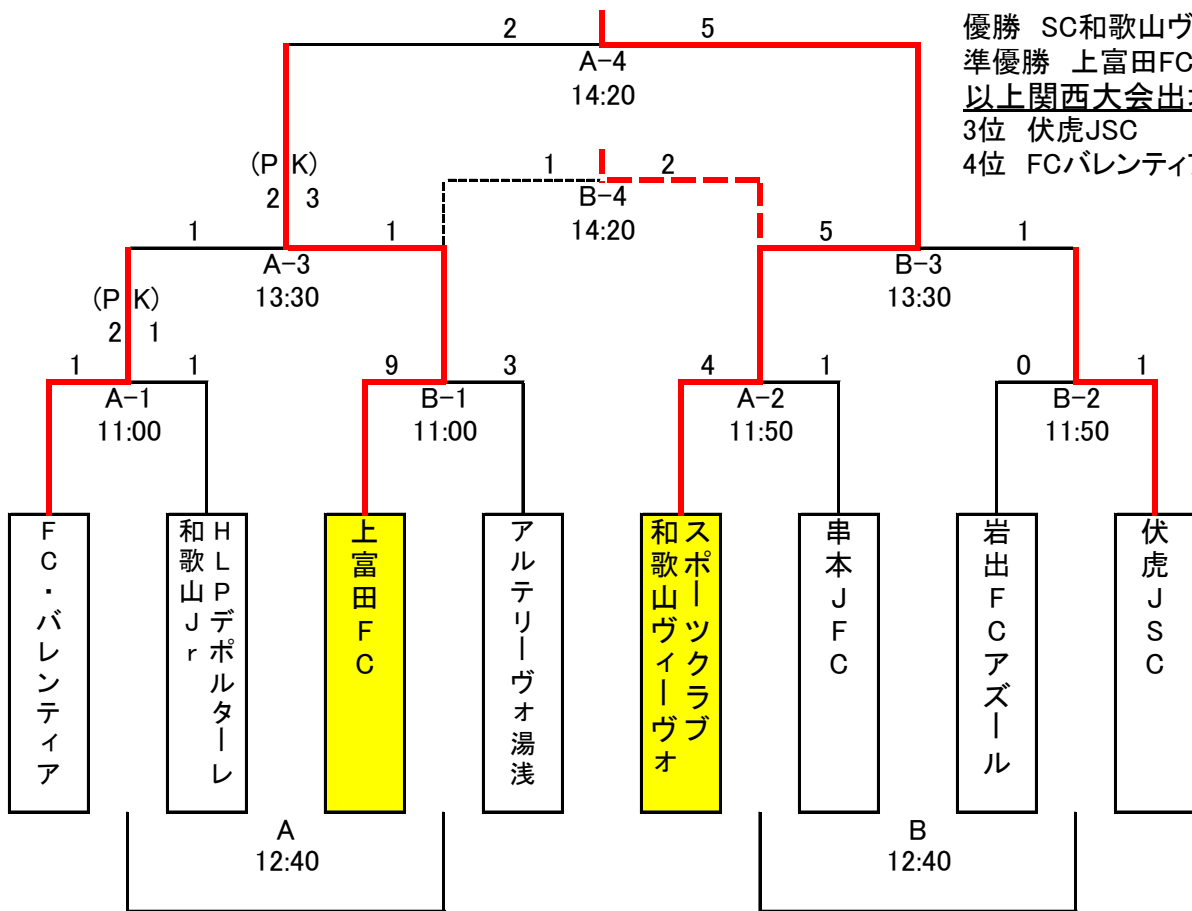 2 5
優勝 SC和歌山ヴ
A-4
準優勝 上富田FC
14:20
以上関西大会出
3位 伏虎JSC
(P K) 1 2
4位 FCバレンティ
2 3
B-4
14:20
1 1 5 1
A-3 B-3
13:30 13:30
(P K)
2 1
1 1 9 3 4 1 0 1
A-1 B-1 A-2 B-2
11:00 11:00 11:50 11:50
FC・バレンティア
HLPデポルターレ
和歌山Jr
上富田FC
アルテリーヴォ湯浅
スポーツクラブ
和歌山ヴィーヴォ
串本JFC
岩出FCアズール
伏虎JSC
A B
12:40 12:40